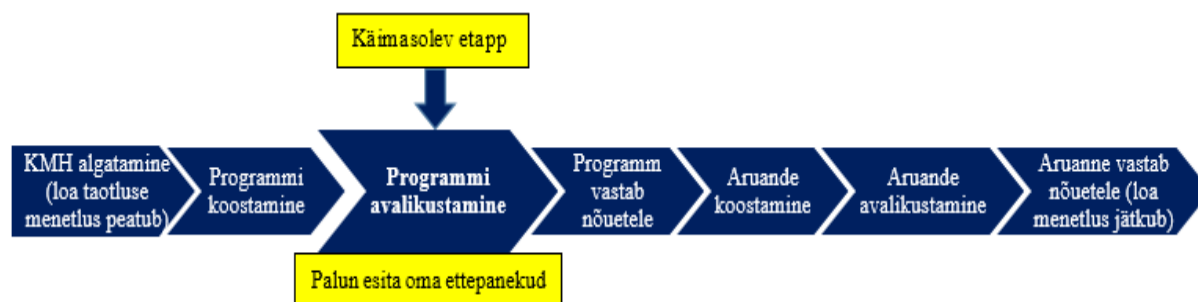 Käimasolev etapp
KMH algatamine
(loa taotluse
menetlus peatub)
Programmi
koostamine
Programmi
avalikustamine
Programm
vastab
nõuetele
Aruande
koostamine
Aruande
avalikustamine
Aruanne vastab
nõuetele (loa
menetlus jätkub)
Palun esita oma ettepanekud